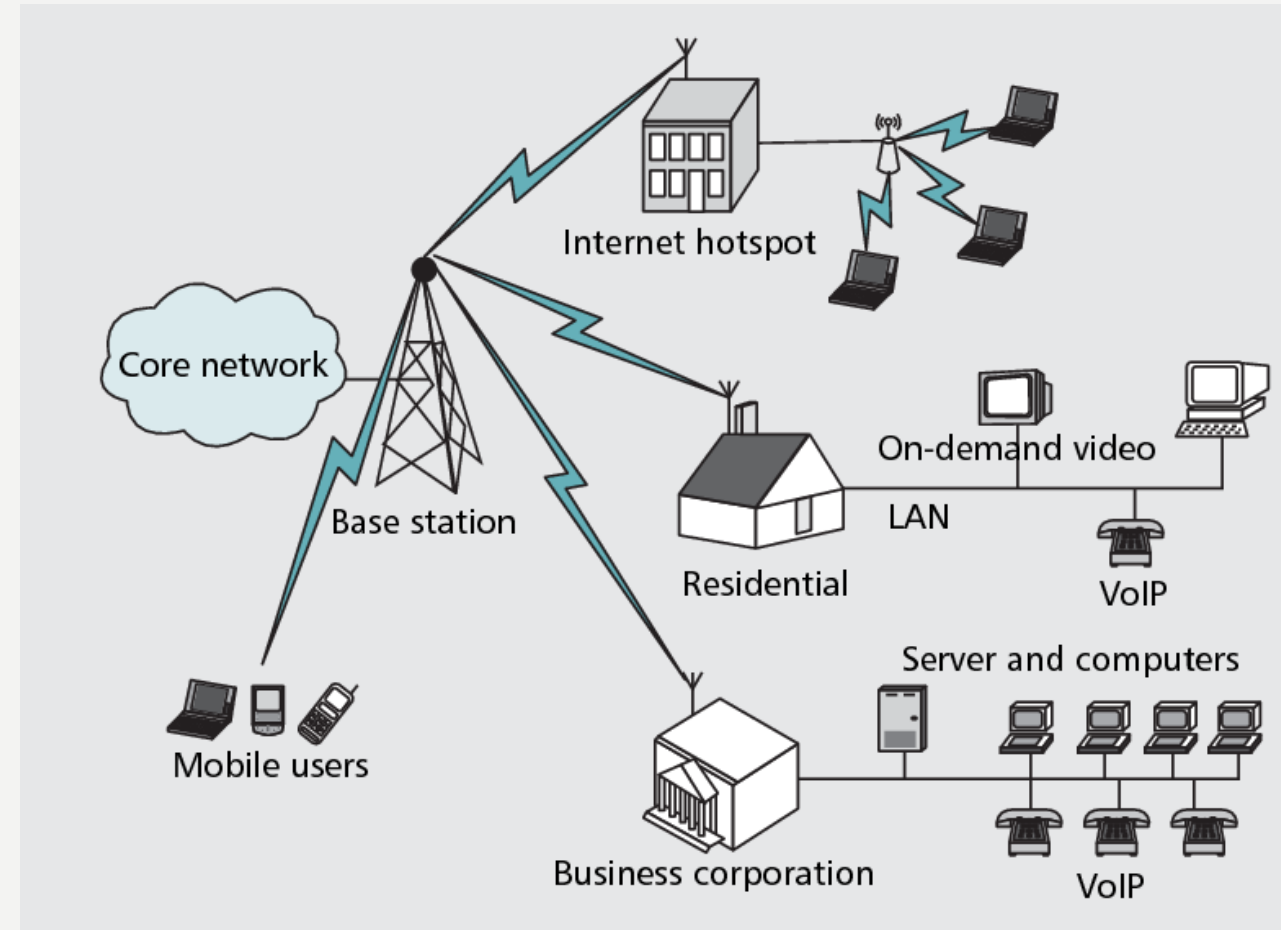 Internet hotspot
Core network
On-demand video
Base station
LAN
Residential
VoIP
Server and computers
Mobile users
Business corporation
VoIP